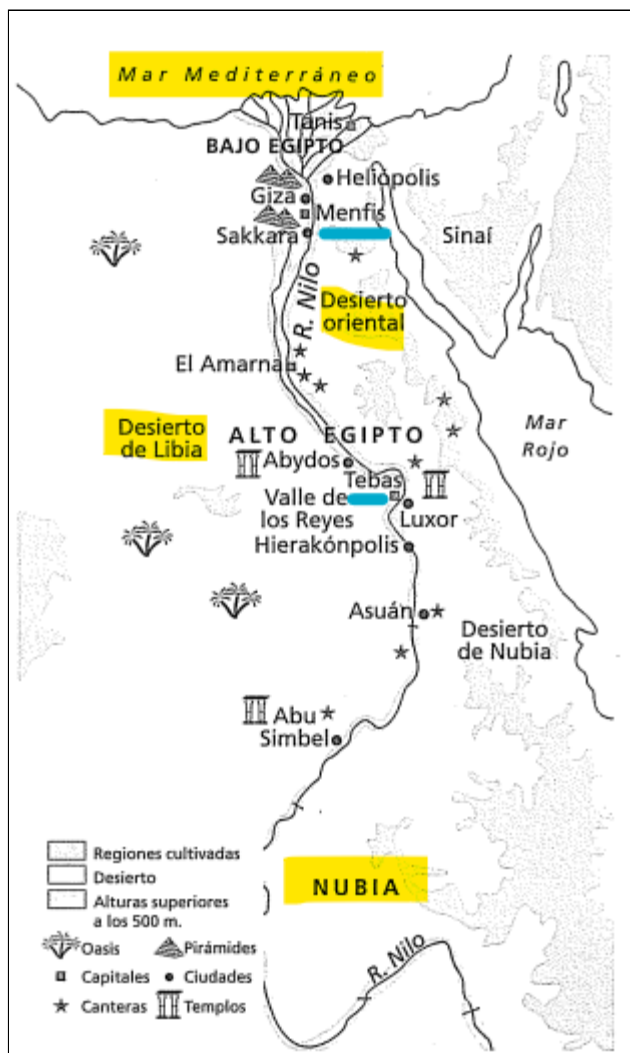 Mar Mediterráneo
Tanis
BAJO EGIPTO
Heliópolis
Giza
Menfis
Sakkara
Sinaí
R. Nilo
Desierto
oriental
El Amarna
Desierto
de Libia
ALTO EGIPTO
Mar
Rojo
Abydos
Tebas
Valle de
los Reyes
Luxor
Hierakónpolis
Asuán
Desierto
de Nubia
Abu
Simbel
NUBIA
R. Nilo
Regiones cultivadas
Desierto
Alturas superiores
a los 500 m.
Oasis
Pirámides
Capitales
Ciudades
Canteras
Templos